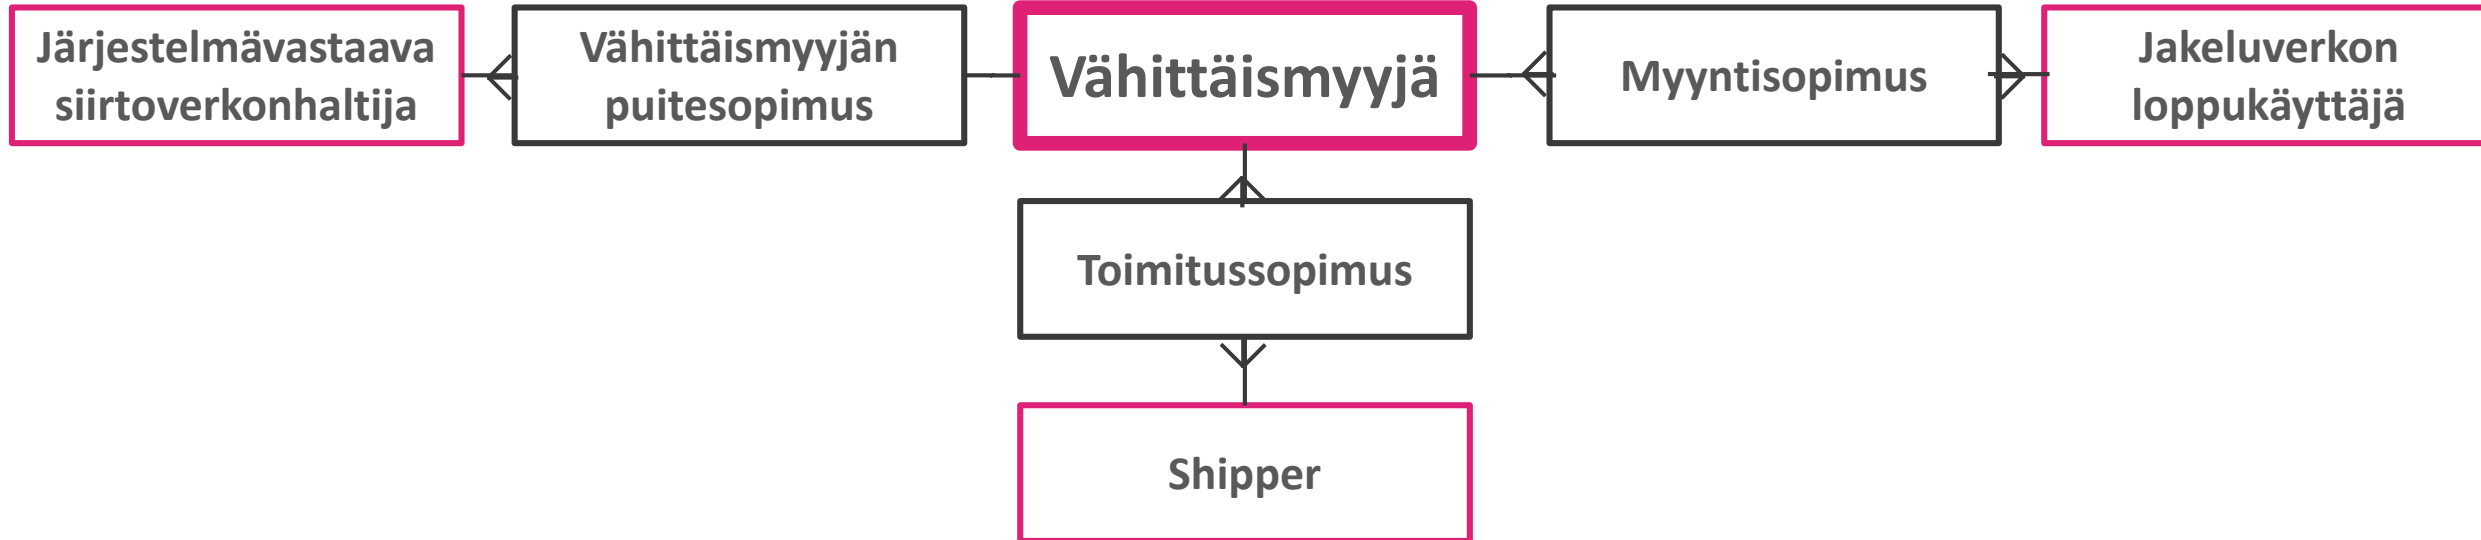 Järjestelmävastaava
siirtoverkonhaltija
Vähittäismyyjän
puitesopimus
Vähittäismyyjä
Myyntisopimus
Jakeluverkon
loppukäyttäjä
Toimitussopimus
Shipper